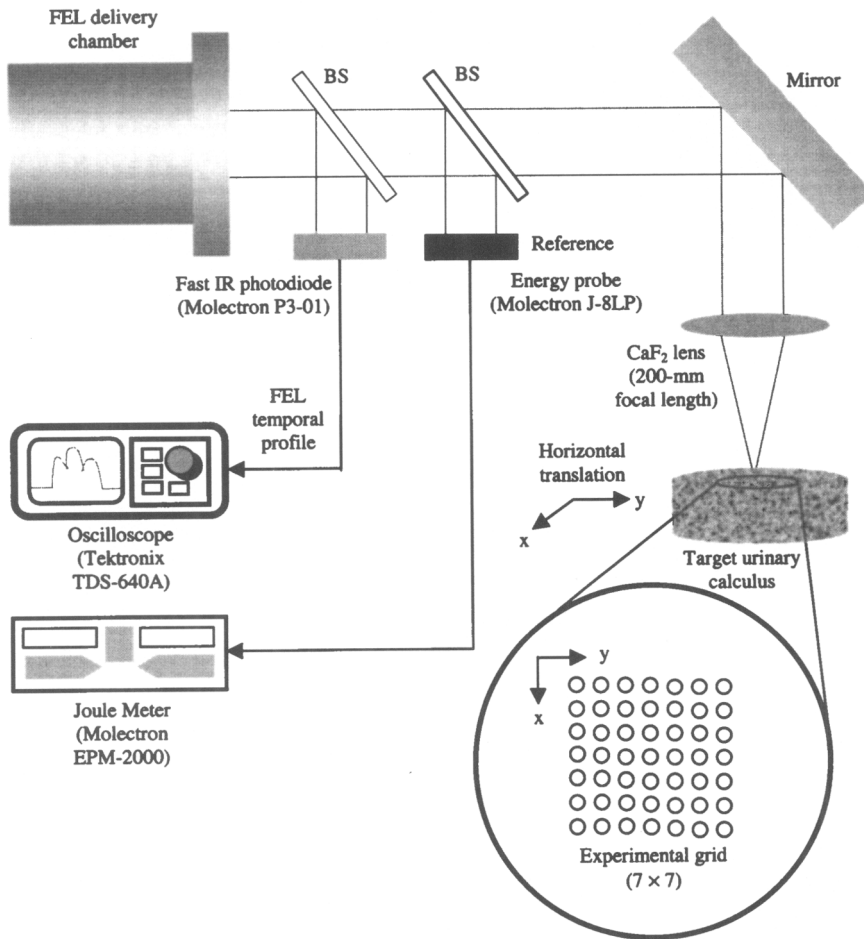 FEL delivery
chamber
BS
BS
Mirror
Reference
Fast IR photodiode
(Molectron P3-01)
Energy probe
(Molectron J-8LP)
CaF₂ lens
(200-mm
focal length)
FEL
temporal
profile
Horizontal
translation
y
x
Oscilloscope
(Tektronix
TDS-640A)
Target urinary
calculus
y
x
Joule Meter
(Molectron
EPM-2000)
Experimental grid
(7 × 7)